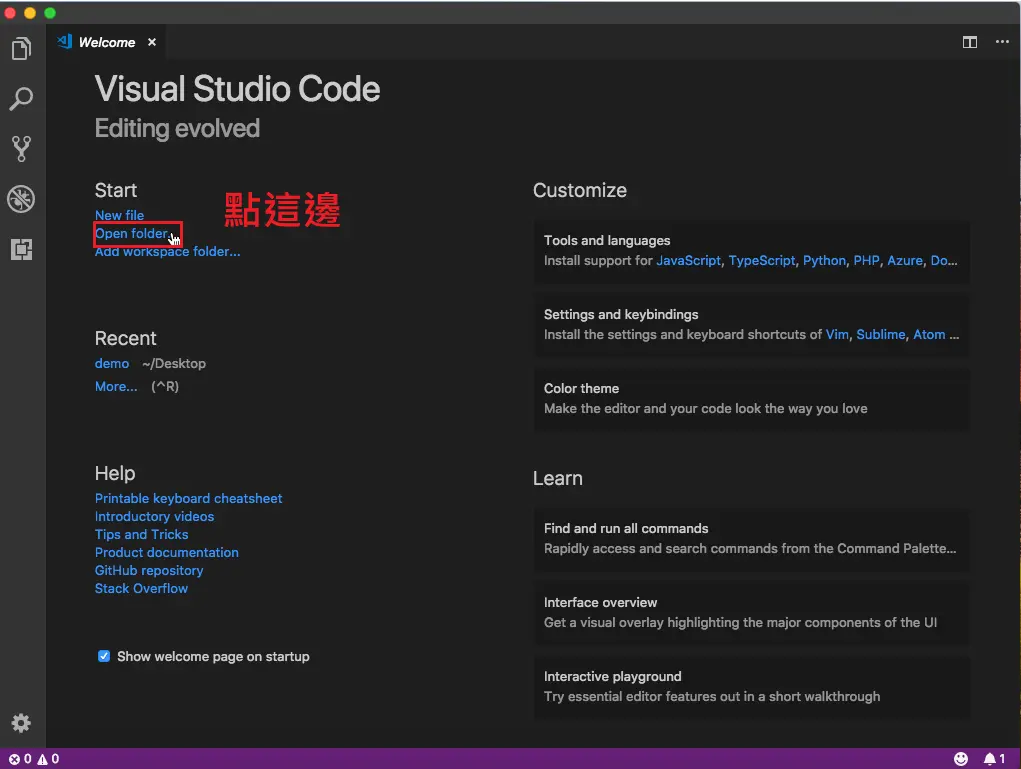 Welcome
Visual Studio Code
Editing evolved
Start
New file
Open folder
點這邊
Add workspace folder...
Recent
demo ~/Desktop
More... (^R)
Help
Printable keyboard cheatsheet
Introductory videos
Tips and Tricks
Product documentation
GitHub repository
Stack Overflow
Show welcome page on startup
Customize
Tools and languages
Install support for JavaScript, TypeScript, Python, PHP, Azure, Do...
Settings and keybindings
Install the settings and keyboard shortcuts of Vim, Sublime, Atom ...
Color theme
Make the editor and your code look the way you love
Learn
Find and run all commands
Rapidly access and search commands from the Command Palette...
Interface overview
Get a visual overlay highlighting the major components of the UI
Interactive playground
Try essential editor features out in a short walkthrough
0 0
1